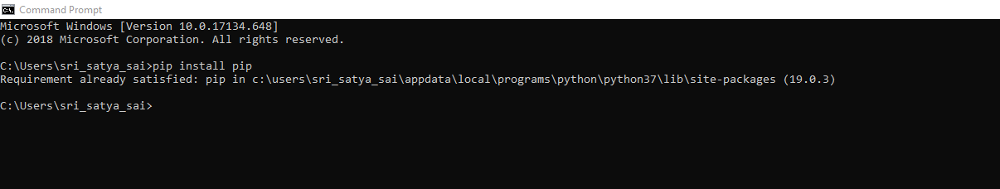 Command Prompt
Microsoft Windows [Version 10.0.17134.648]
(c) 2018 Microsoft Corporation. All rights reserved.
C:\Users\sri_satya_sai>pip install pip
Requirement already satisfied: pip in c:\users\sri_satya_sai\appdata\local\programs\python\python37\lib\site-packages (19.0.3)
C:\Users\sri_satya_sai>